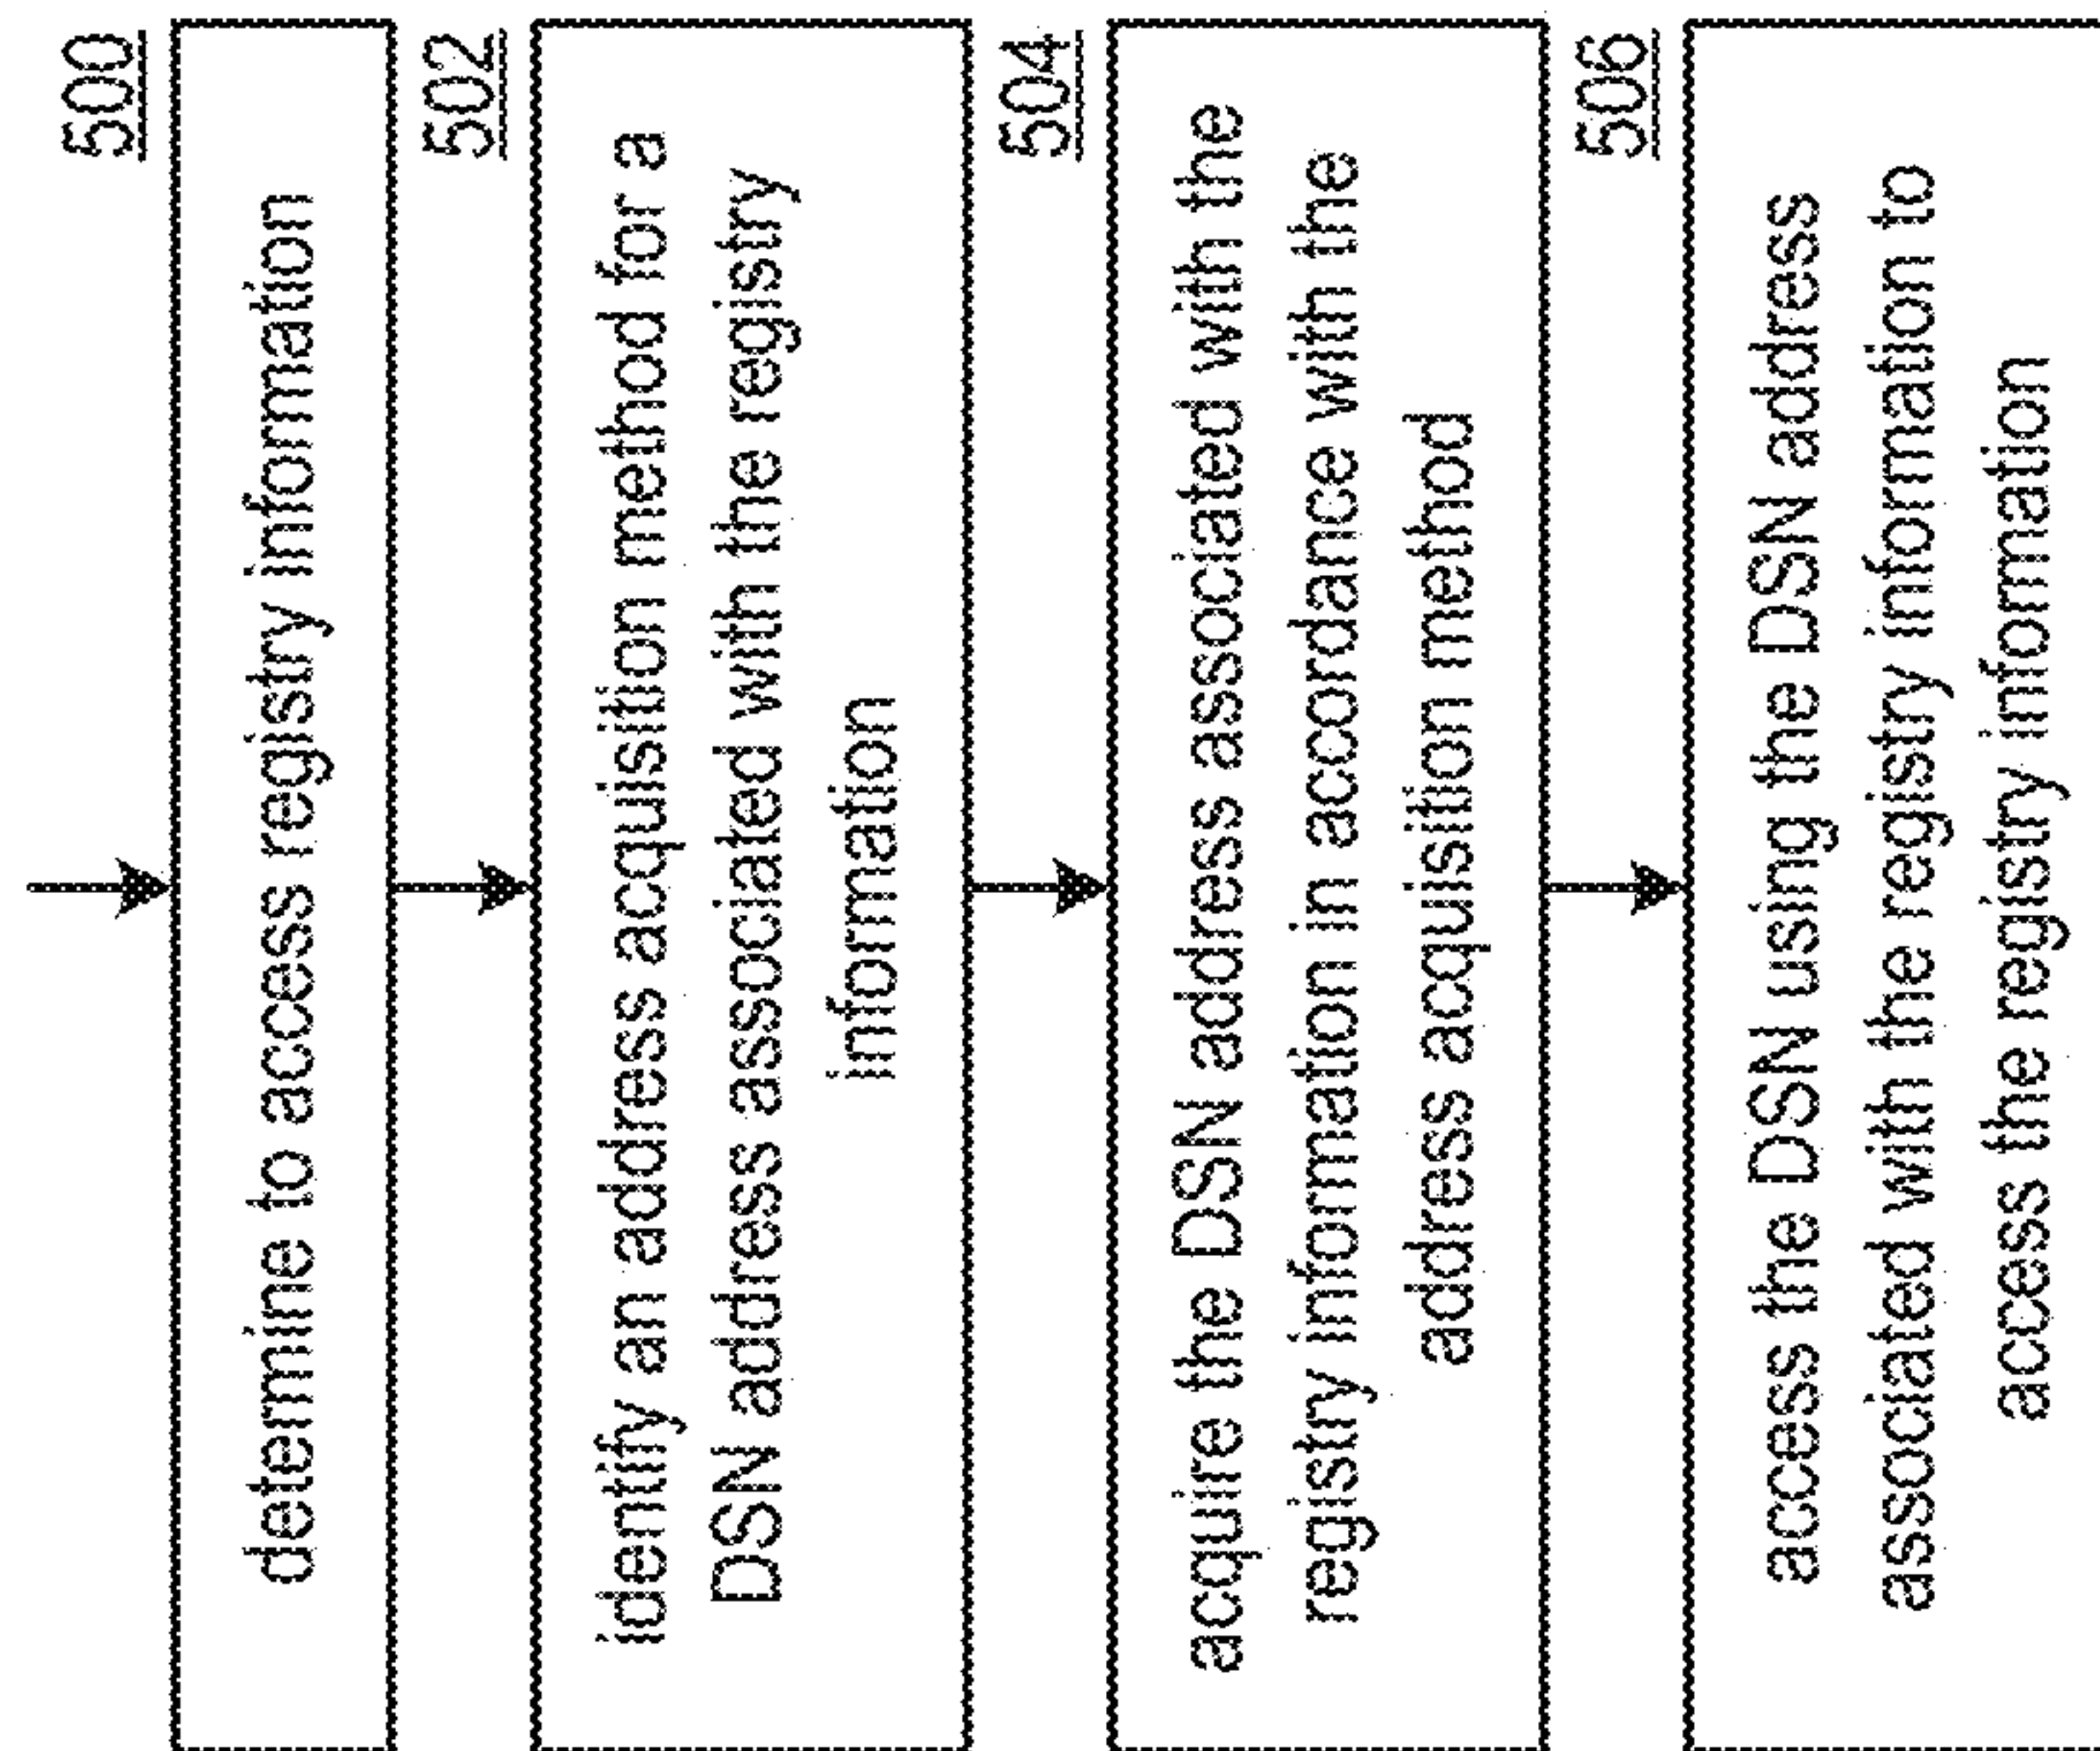 500
determine to access registry information
502
identify an address acquisition method for a
DSN address associated with the registry
information
504
acquire the DSN address associated with the
registry information in accordance with the
address acquisition method
506
access the DSN using the DSN address
associated with the registry information to
access the registry information